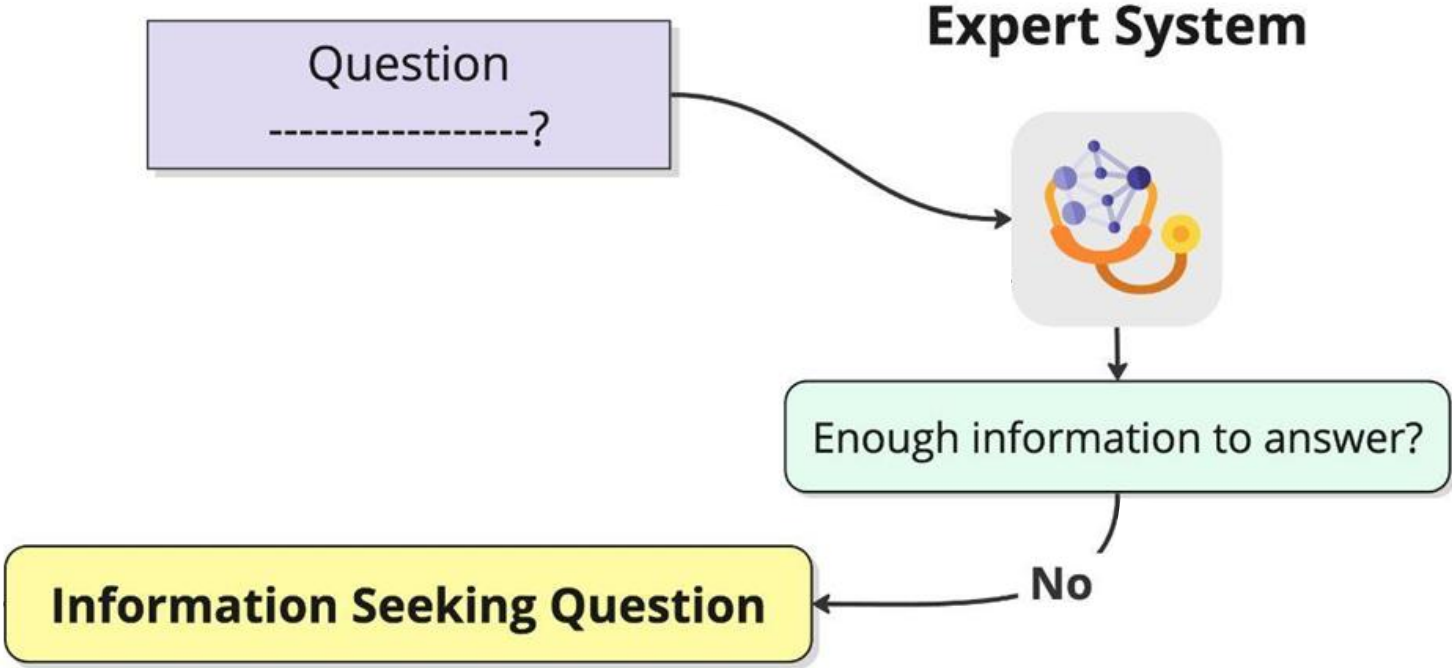 Expert System
Question
-----------------?
Enough information to answer?
No
Information Seeking Question